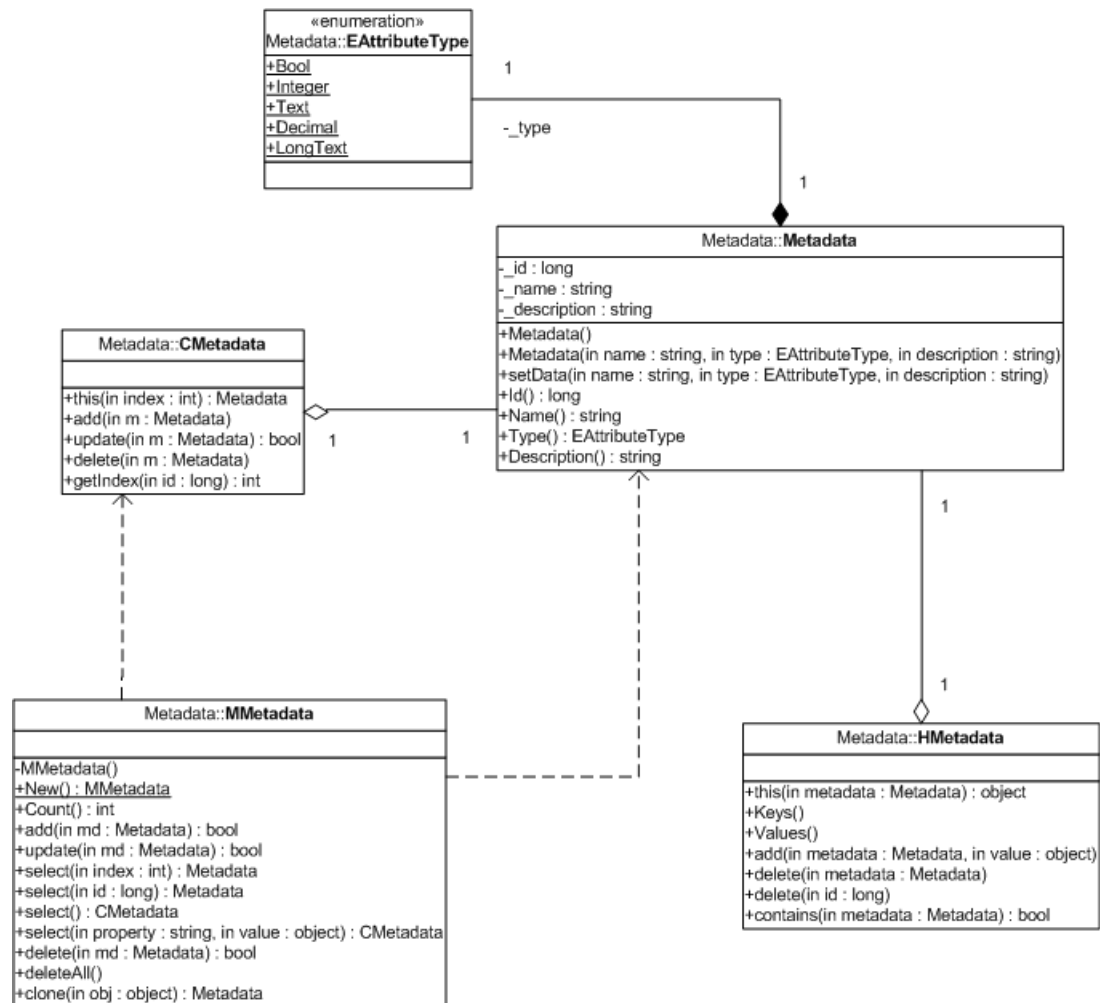 «enumeration»
Metadata::EAttributeType
+Bool
+Integer
+Text
+Decimal
+LongText
1
-_type
1
Metadata::Metadata
-_id : long
-_name : string
-_description : string
+Metadata()
+Metadata(in name : string, in type : EAttributeType, in description : string)
+setData(in name : string, in type : EAttributeType, in description : string)
+Id() : long
+Name() : string
+Type() : EAttributeType
+Description() : string
Metadata::CMetadata
+this(in index : int) : Metadata
+add(in m : Metadata)
+update(in m : Metadata) : bool
+delete(in m : Metadata)
+getIndex(in id : long) : int
1
1
1
1
Metadata::MMetadata
-MMetadata()
+New() : MMetadata
+Count() : int
+add(in md : Metadata) : bool
+update(in md : Metadata) : bool
+select(in index : int) : Metadata
+select(in id : long) : Metadata
+select() : CMetadata
+select(in property : string, in value : object) : CMetadata
+delete(in md : Metadata) : bool
+deleteAll()
+clone(in obj : object) : Metadata
Metadata::HMetadata
+this(in metadata : Metadata) : object
+Keys()
+Values()
+add(in metadata : Metadata, in value : object)
+delete(in metadata : Metadata)
+delete(in id : long)
+contains(in metadata : Metadata) : bool